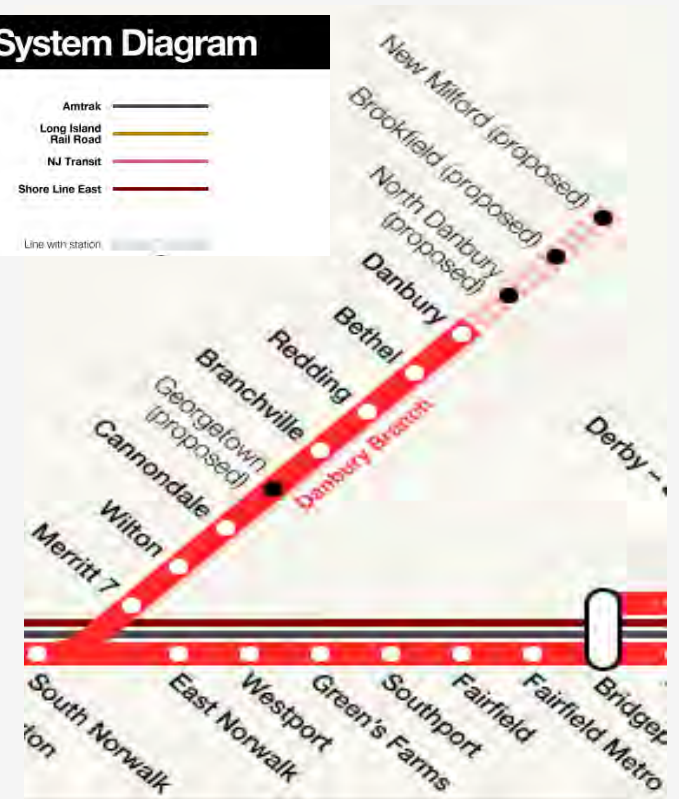 System Diagram
Amtrak
Long Island
Rail Road
NJ Transit
Shore Line East
Line with station
New Milford (proposed)
Brookfield (proposed)
North Danbury
(proposed)
Danbury
Bethel
Redding
Branchville
Georgetown
(proposed)
Cannondale
Wilton
Merritt 7
Danbury Branch
Derby –
South Norwalk
East Norwalk
Westport
Green's Farms
Southport
Fairfield
Fairfield Metro
Bridgep
ion